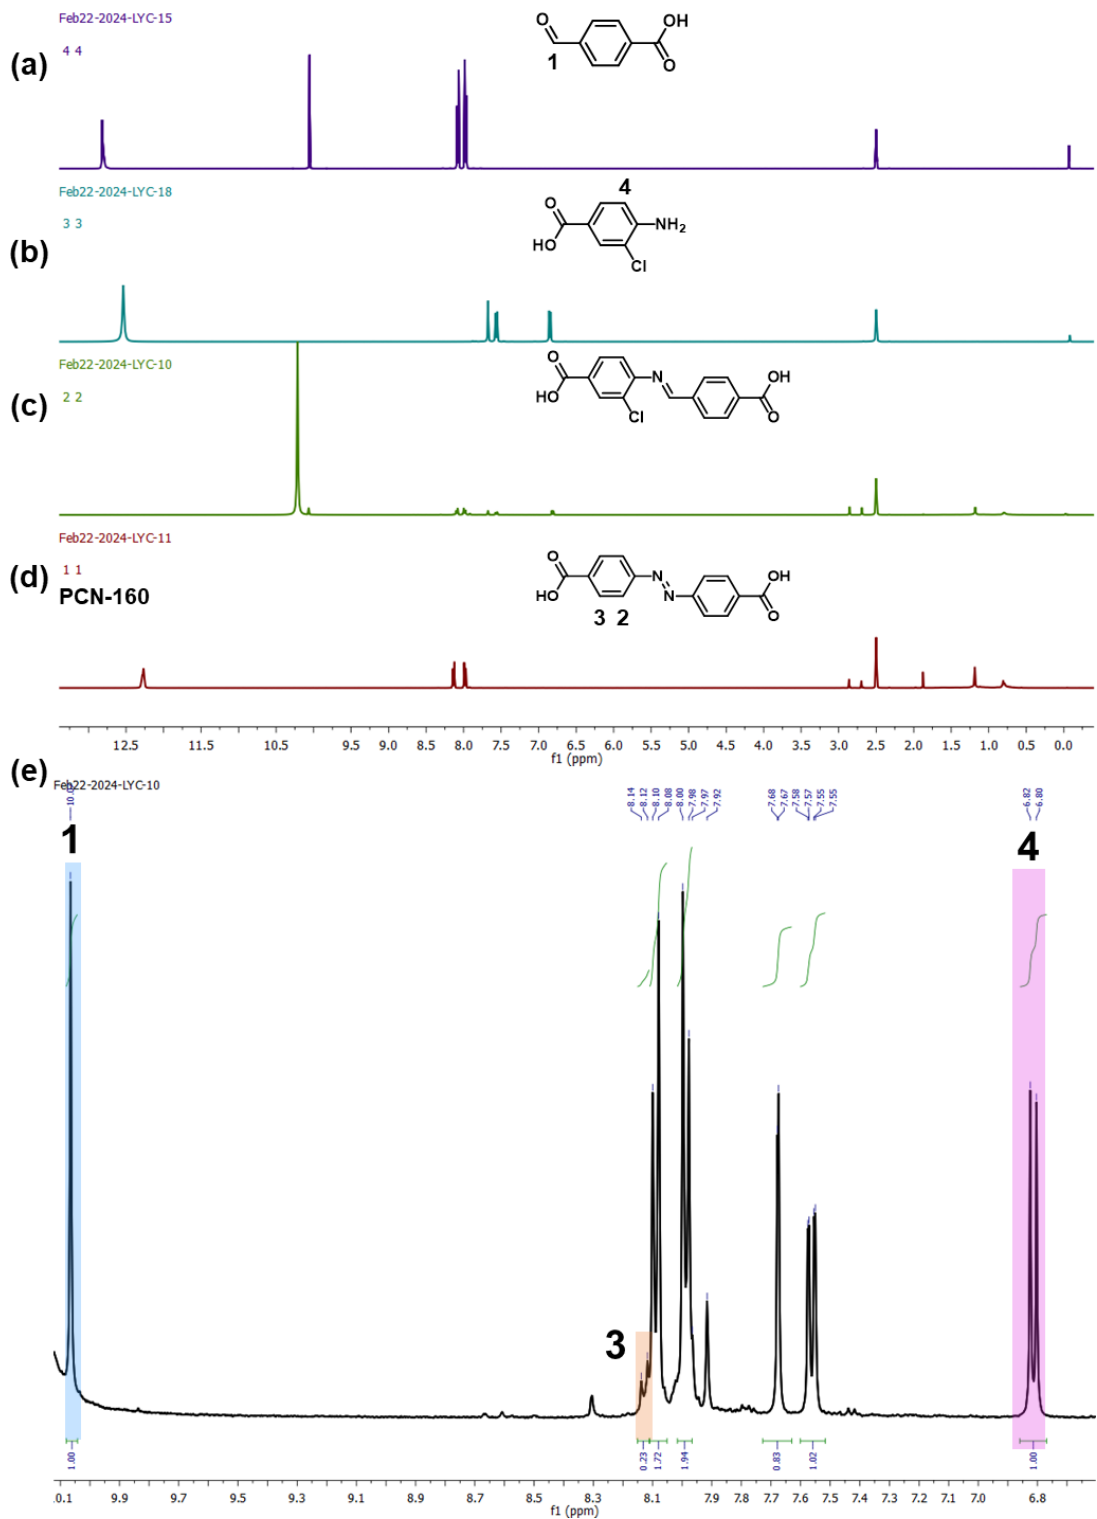 Feb22-2024-LYC-15
4 4
(a)
O
1
OH
O
Feb22-2024-LYC-18
3 3
(b)
4
O
HO
NH2
Cl
Feb22-2024-LYC-10
2 2
(c)
O
HO
N
Cl
OH
O
Feb22-2024-LYC-11
1 1
(d)
PCN-160
O
HO
N
N
OH
O
3 2
12.5 11.5 10.5 9.5 9.0 8.5 8.0 7.5 7.0 6.5 6.0 5.5 5.0 4.5 4.0 3.5 3.0 2.5 2.0 1.5 1.0 0.5 0.0
f1 (ppm)
(e)
Feb22-2024-LYC-10
8.14 8.12 8.10 8.08 8.00 7.98 7.97 7.92 7.68 7.67 7.58 7.57 7.55 7.55 6.82 6.80
1
4
3
1.00 0.23 1.72 1.94 0.83 1.02 1.00
9.9 9.7 9.5 9.3 9.1 8.9 8.7 8.5 8.3 8.1 7.9 7.7 7.6 7.5 7.4 7.3 7.2 7.1 7.0 6.8
f1 (ppm)